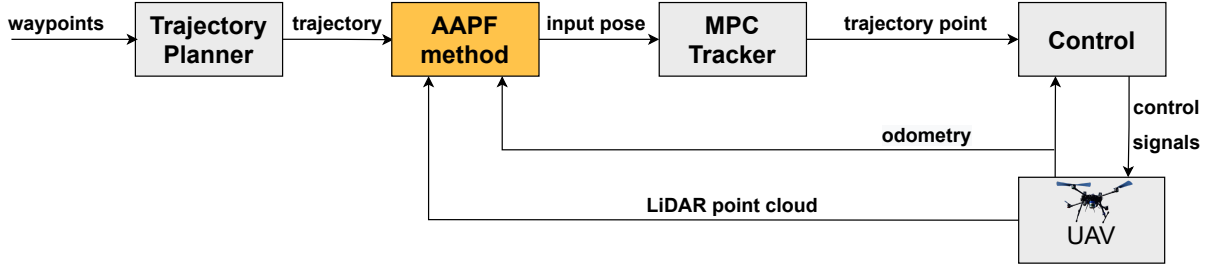 waypoints
Trajectory
Planner
trajectory
AAPF
method
input pose
MPC
Tracker
trajectory point
Control
control
signals
odometry
LiDAR point cloud
UAV